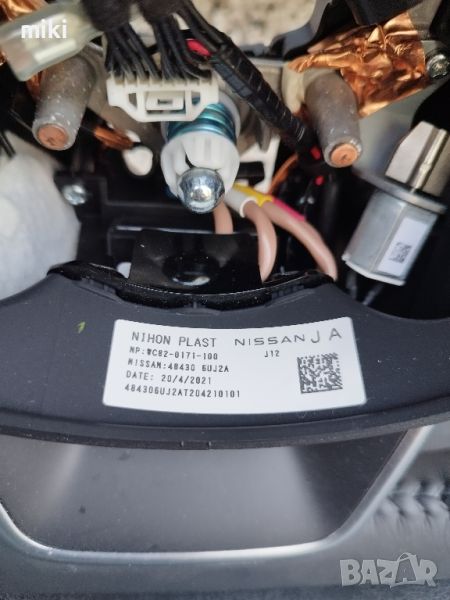 miki
NIHON PLAST NISSAN J A
NP:WC82-0171-100 J12
NISSAN:48430 6UJ2A
DATE: 20/4/2021
484306UJ2AT204210101
BAZAR